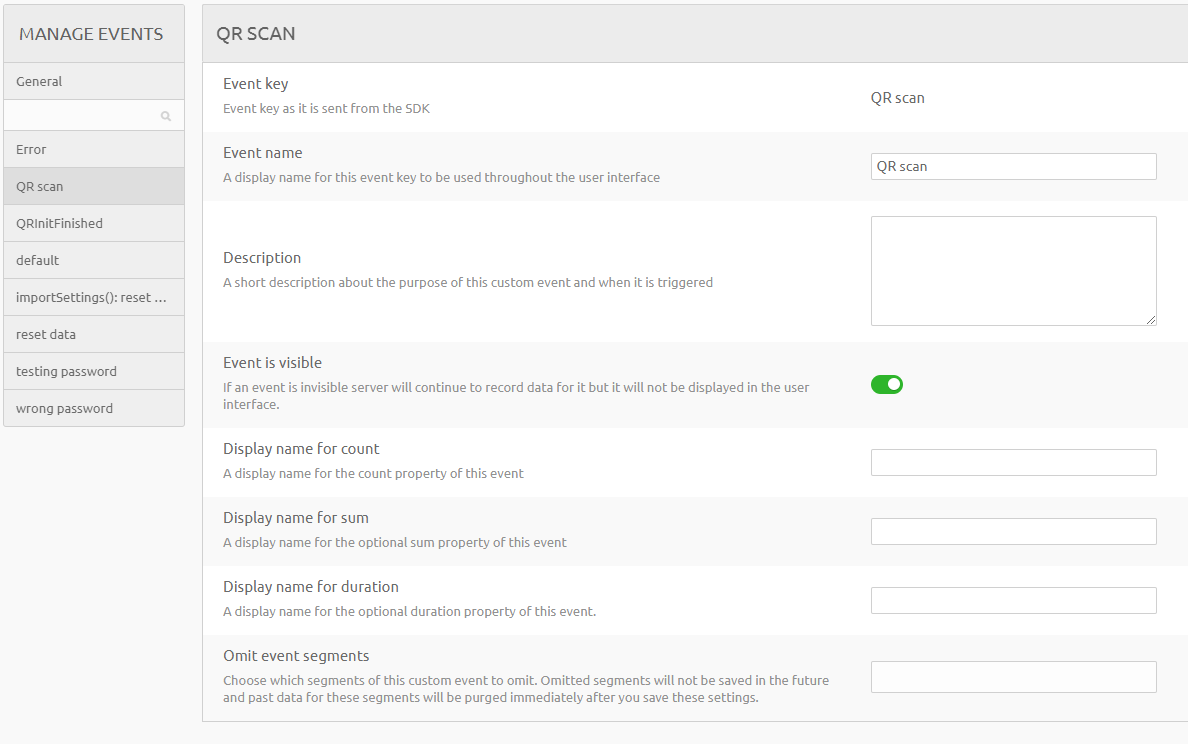 MANAGE EVENTS
General
Error
QR scan
QRInitFinished
default
importSettings(): reset ...
reset data
testing password
wrong password
QR SCAN
Event key
Event key as it is sent from the SDK
QR scan
Event name
A display name for this event key to be used throughout the user interface
QR scan
Description
A short description about the purpose of this custom event and when it is triggered
Event is visible
If an event is invisible server will continue to record data for it but it will not be displayed in the user
interface.
Display name for count
A display name for the count property of this event
Display name for sum
A display name for the optional sum property of this event
Display name for duration
A display name for the optional duration property of this event.
Omit event segments
Choose which segments of this custom event to omit. Omitted segments will not be saved in the future
and past data for these segments will be purged immediately after you save these settings.